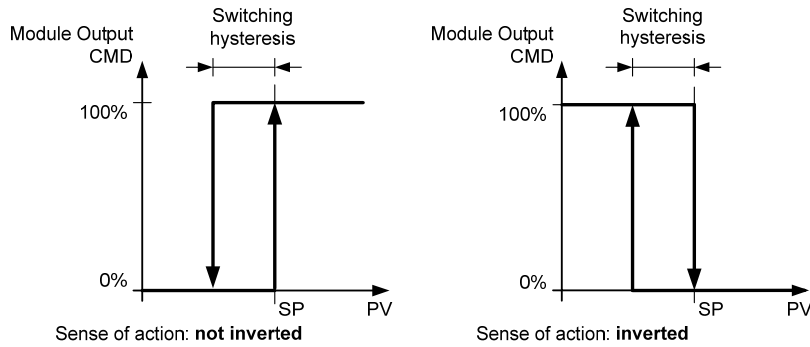 Switching
hysteresis
Module Output
CMD
100%
0%
SP
PV
Sense of action: not inverted
Switching
hysteresis
Module Output
CMD
100%
0%
SP
PV
Sense of action: inverted